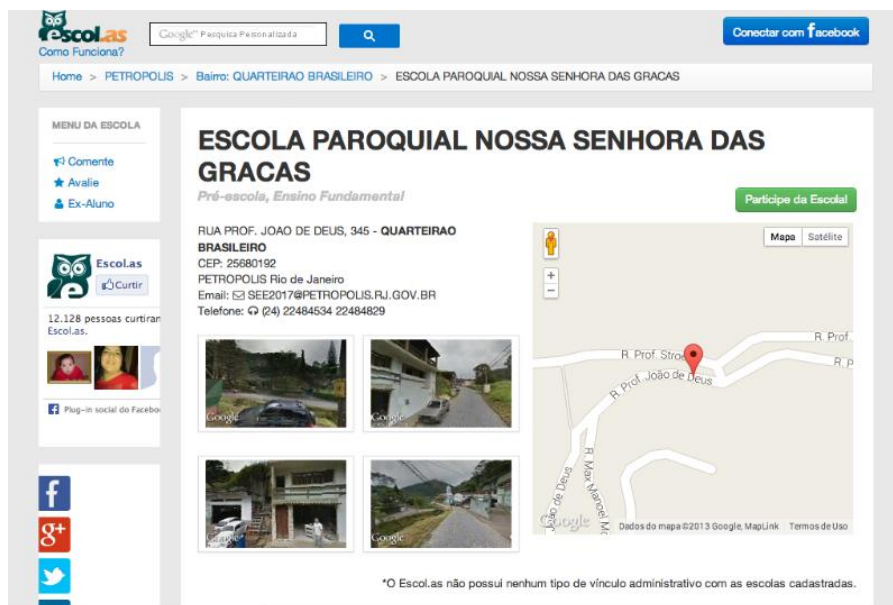 escol.as
Como Funciona?
Google™ Pesquisa Personalizada
Conectar com facebook
Home > PETROPOLIS > Bairro: QUARTEIRAO BRASILEIRO > ESCOLA PAROQUIAL NOSSA SENHORA DAS GRACAS
MENU DA ESCOLA
Comente
Avalie
Ex-Aluno
Escol.as
Curtir
12.128 pessoas curtiram
Escol.as.
Plug-in social do Facebo
ESCOLA PAROQUIAL NOSSA SENHORA DAS
GRACAS
Pré-escola, Ensino Fundamental
Participe da Escola!
RUA PROF. JOAO DE DEUS, 345 - QUARTEIRAO
BRASILEIRO
CEP: 25680192
PETROPOLIS Rio de Janeiro
Email: SEE2017@PETROPOLIS.RJ.GOV.BR
Telefone: (24) 22484534 22484829
Google
Google
Google
Google
Mapa Satélite
+
−
R. Prof.
R. Prof. Stroe
R. P
R. Prof. João de Deus
João de Deus
R. Max Manoel Mo
Google
Dados do mapa ©2013 Google, MapLink Termos de Uso
f
g+
*O Escol.as não possui nenhum tipo de vínculo administrativo com as escolas cadastradas.